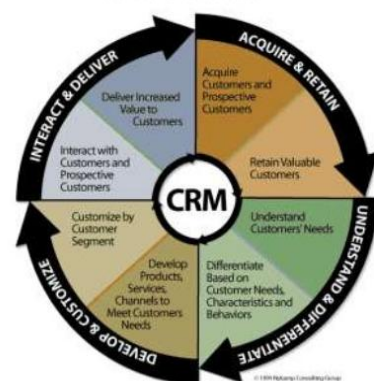 INTERACT & DELIVER
ACQUIRE & RETAIN
Deliver Increased
Value to
Customers
Acquire
Customers and
Prospective
Customers
Interact with
Customers and
Prospective
Customers
Retain Valuable
Customers
CRM
Customize by
Customer
Segment
Understand
Customers' Needs
Develop
Products,
Services,
Channels to
Meet Customers
Needs
Differentiate
Based on
Customer Needs,
Characteristics and
Behaviors
DEVELOP & CUSTOMIZE
UNDERSTAND & DIFFERENTIATE
Consulting Group